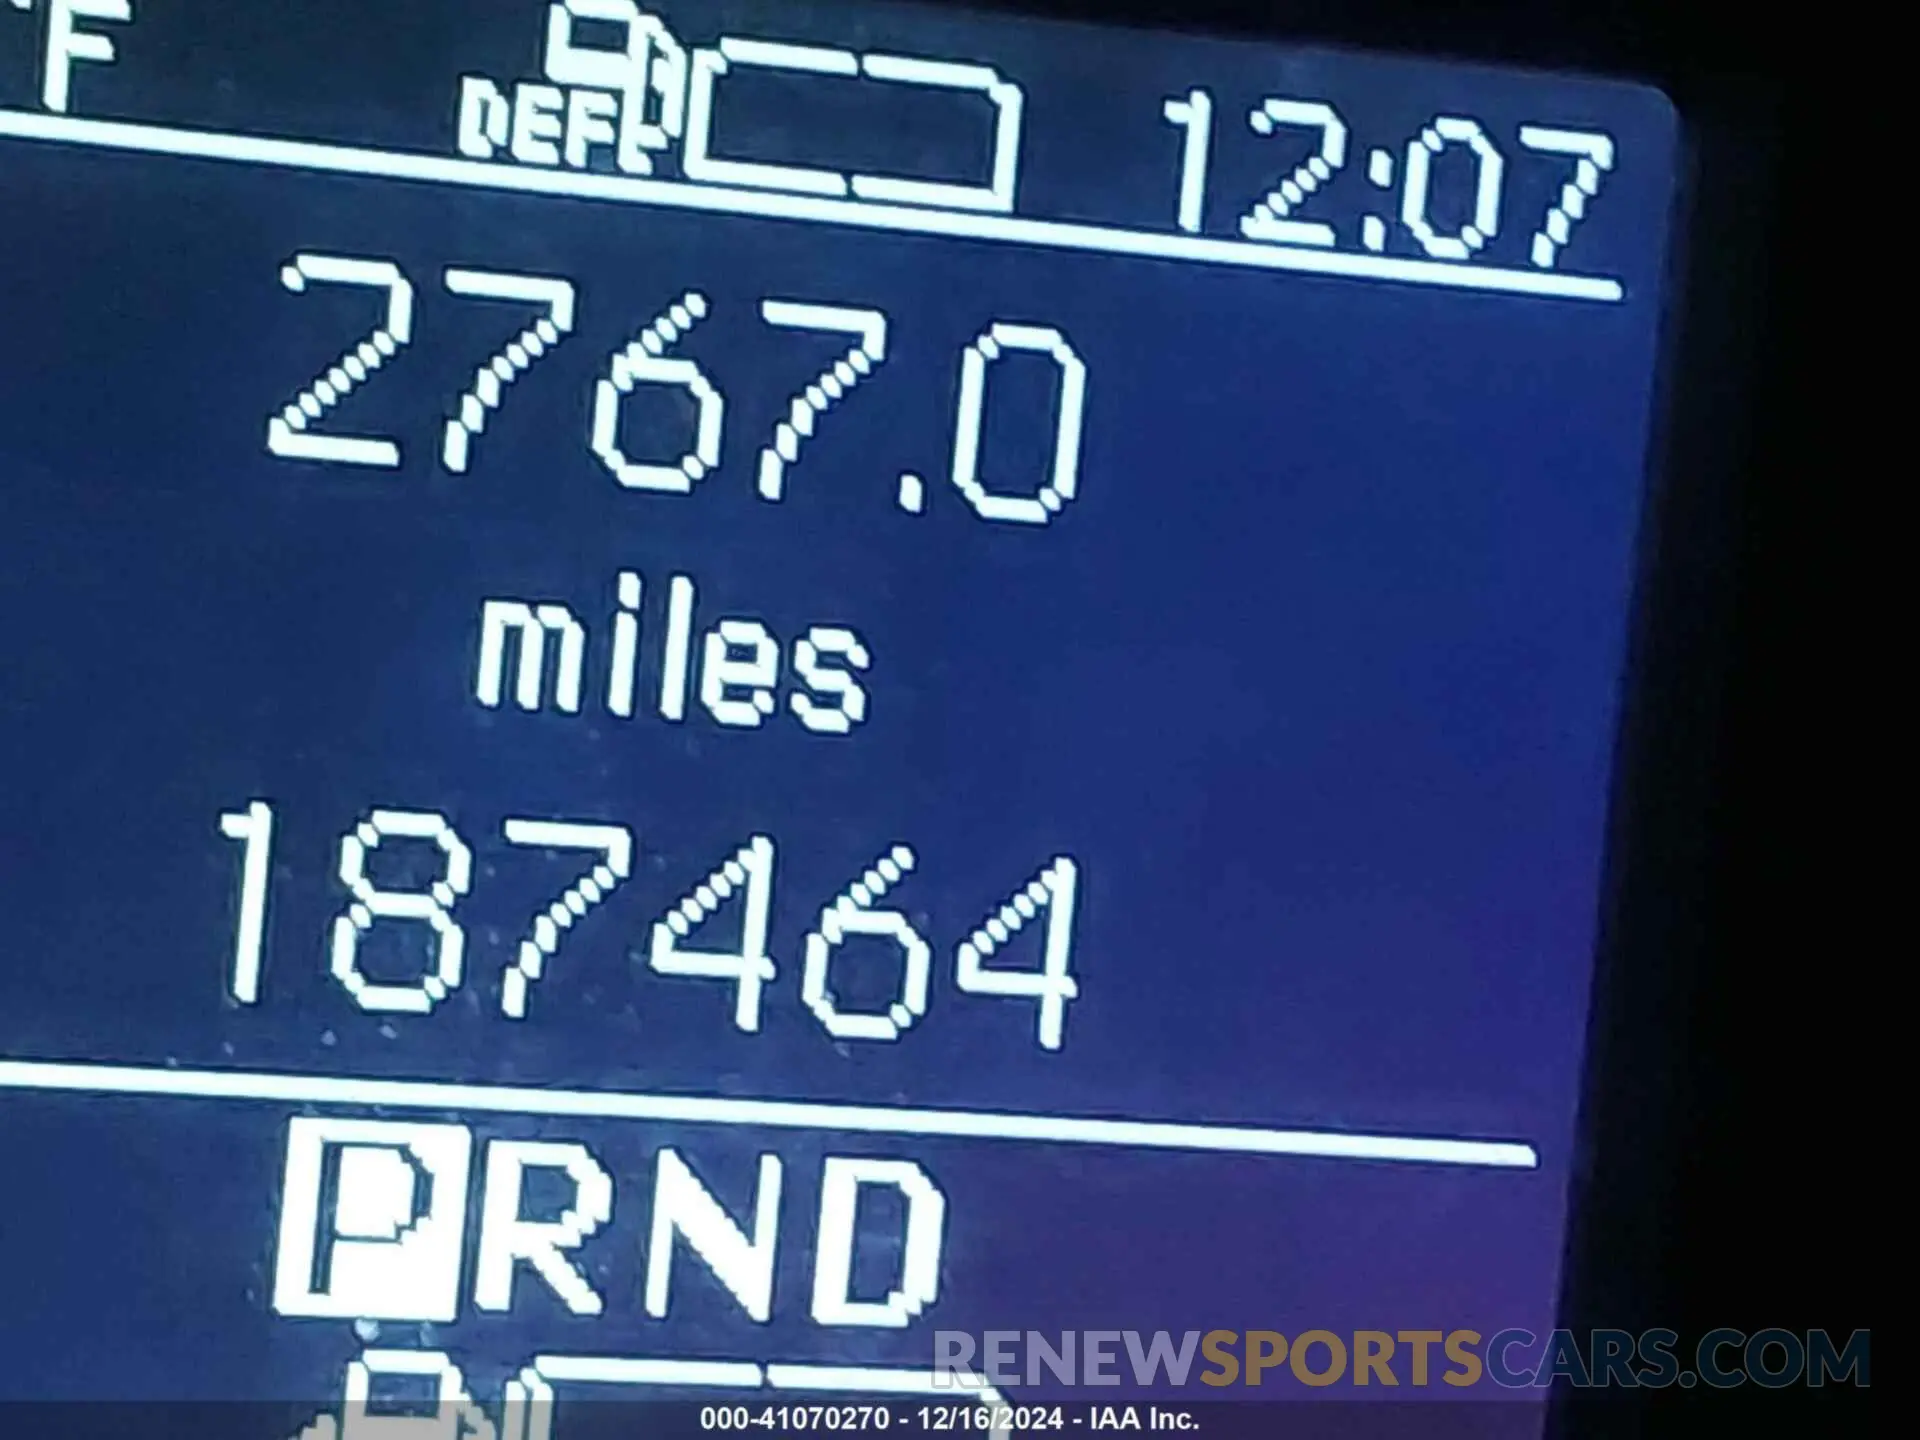 °F DEF 12:07
2767.0
miles
187464
PRND
RENEWSPORTSCARS.COM
000-41070270 - 12/16/2024 - IAA Inc.